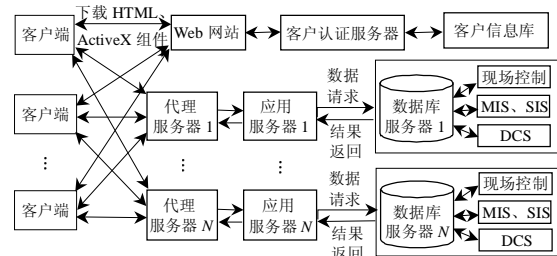 下载 HTML、
ActiveX 组件
客户端
Web 网站
客户认证服务器
客户信息库
客户端
代理
服务器 1
应用
服务器 1
数据
请求
结果
返回
数据库
服务器 1
现场控制
MIS、SIS
DCS
⋮
⋮
⋮
客户端
代理
服务器 N
应用
服务器 N
数据
请求
结果
返回
数据库
服务器 N
现场控制
MIS、SIS
DCS